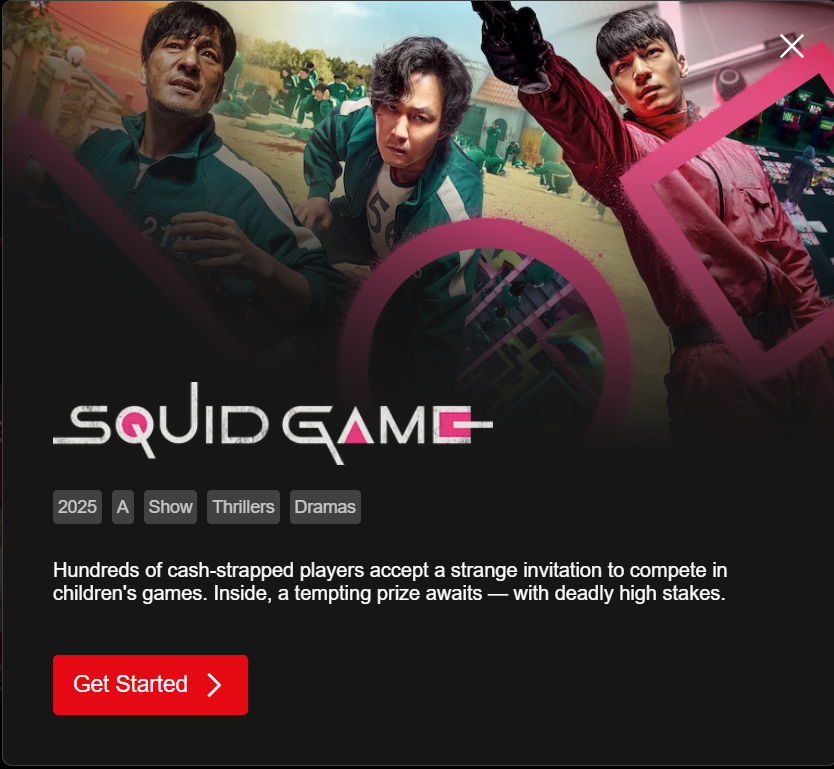 SQUID GAME
2025 A Show Thrillers Dramas
Hundreds of cash-strapped players accept a strange invitation to compete in
children's games. Inside, a tempting prize awaits — with deadly high stakes.
Get Started